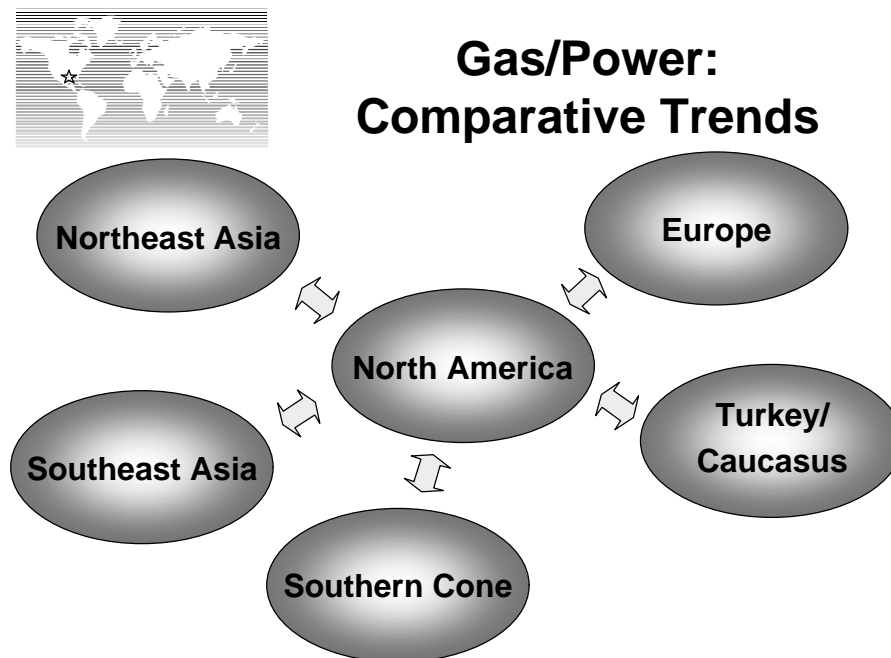 Gas/Power:
Comparative Trends
Northeast Asia
Europe
North America
Turkey/
Caucasus
Southeast Asia
Southern Cone